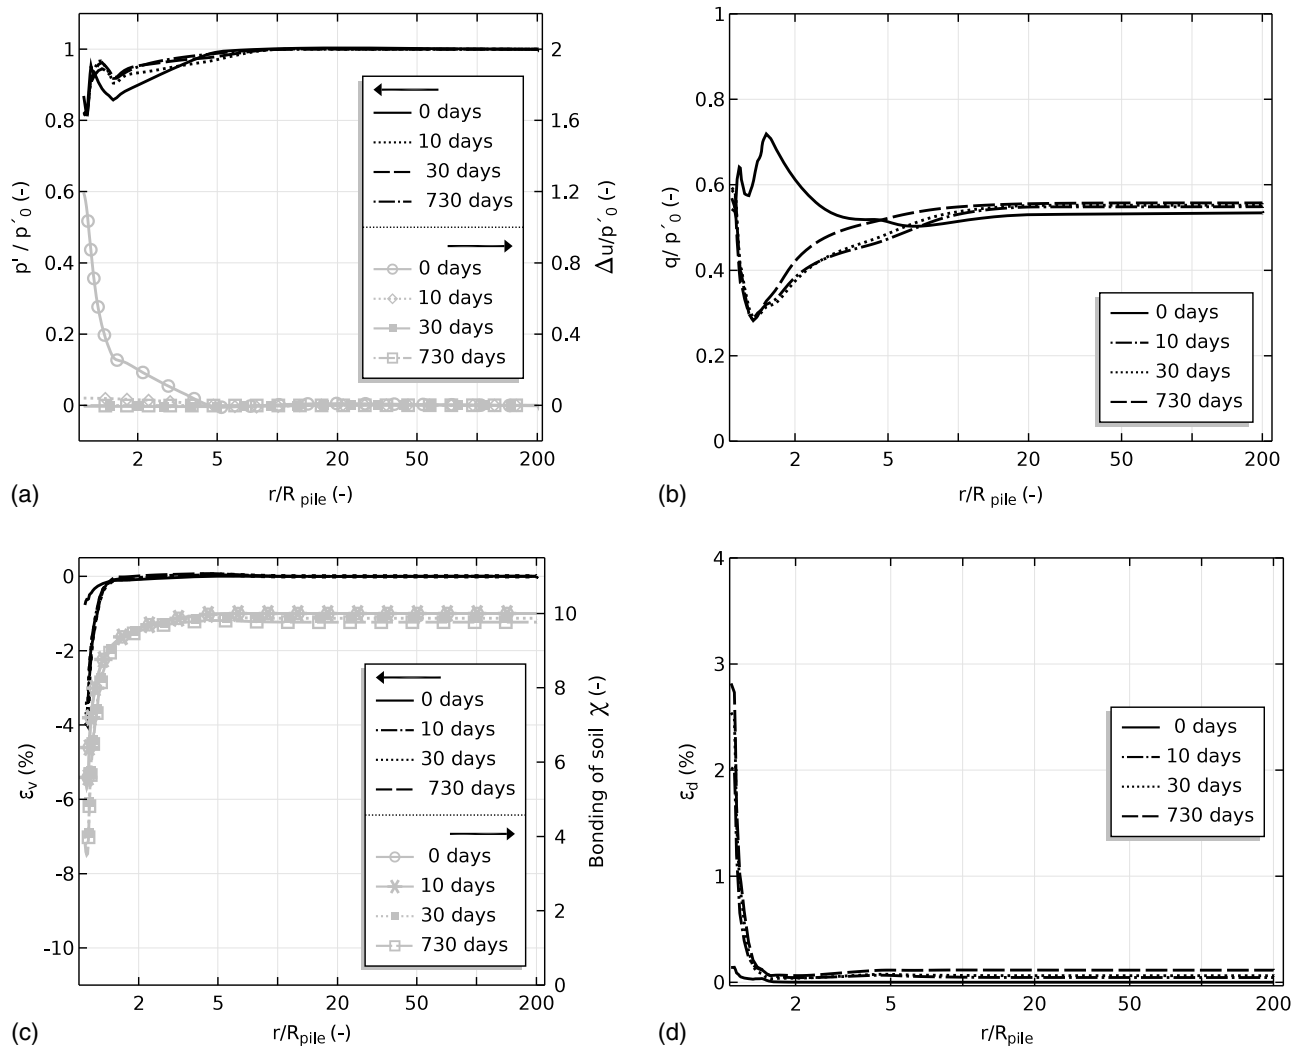 1
0.8
0.6
0.4
0.2
0
p' / p´0 (-)
2
1.6
1.2
0.8
0.4
0
Δu/p´0 (-)
0 days
10 days
30 days
730 days
0 days
10 days
30 days
730 days
2 5 20 50 200
r/R pile (-)
(a)
1
0.8
0.6
0.4
0.2
0
q/ p´0 (-)
0 days
10 days
30 days
730 days
2 5 20 50 200
r/R pile (-)
(b)
0
-2
-4
-6
-8
-10
εv (%)
10
8
6
4
2
0
Bonding of soil χ (-)
0 days
10 days
30 days
730 days
0 days
10 days
30 days
730 days
2 5 20 50 200
r/Rpile (-)
(c)
4
3
2
1
0
εd (%)
0 days
10 days
30 days
730 days
2 5 20 50 200
r/Rpile
(d)